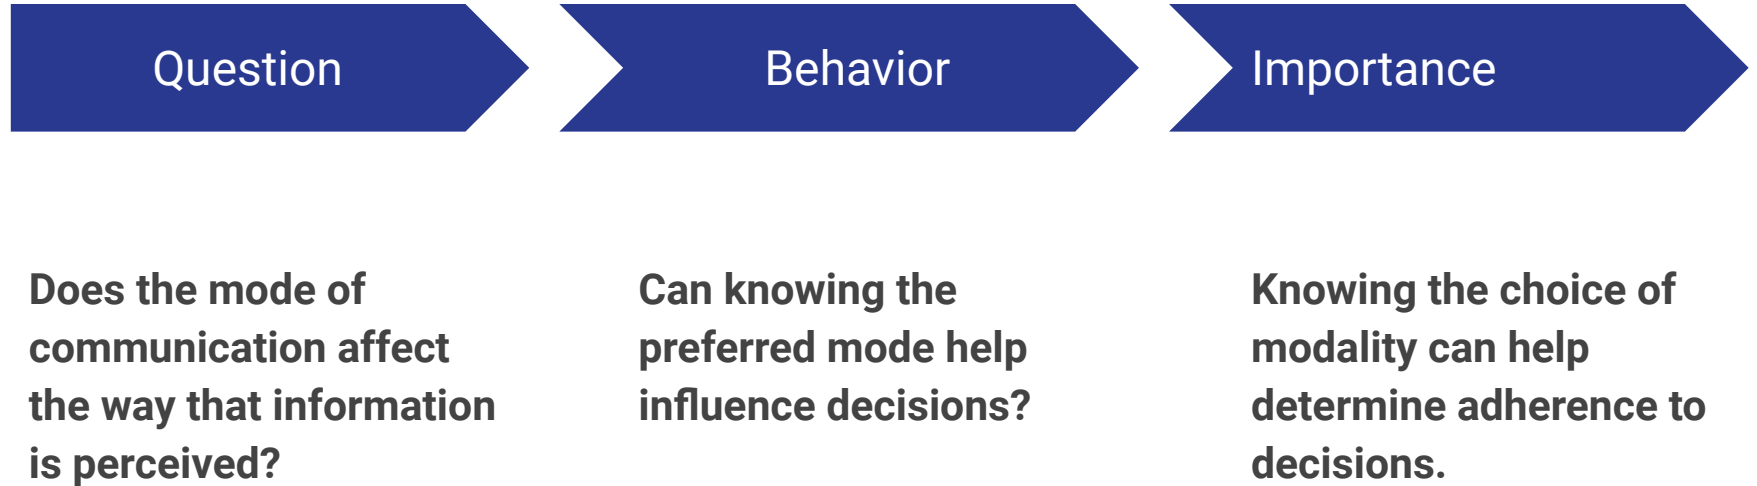 Question
Does the mode of
communication affect
the way that information
is perceived?
Behavior
Can knowing the
preferred mode help
influence decisions?
Importance
Knowing the choice of
modality can help
determine adherence to
decisions.